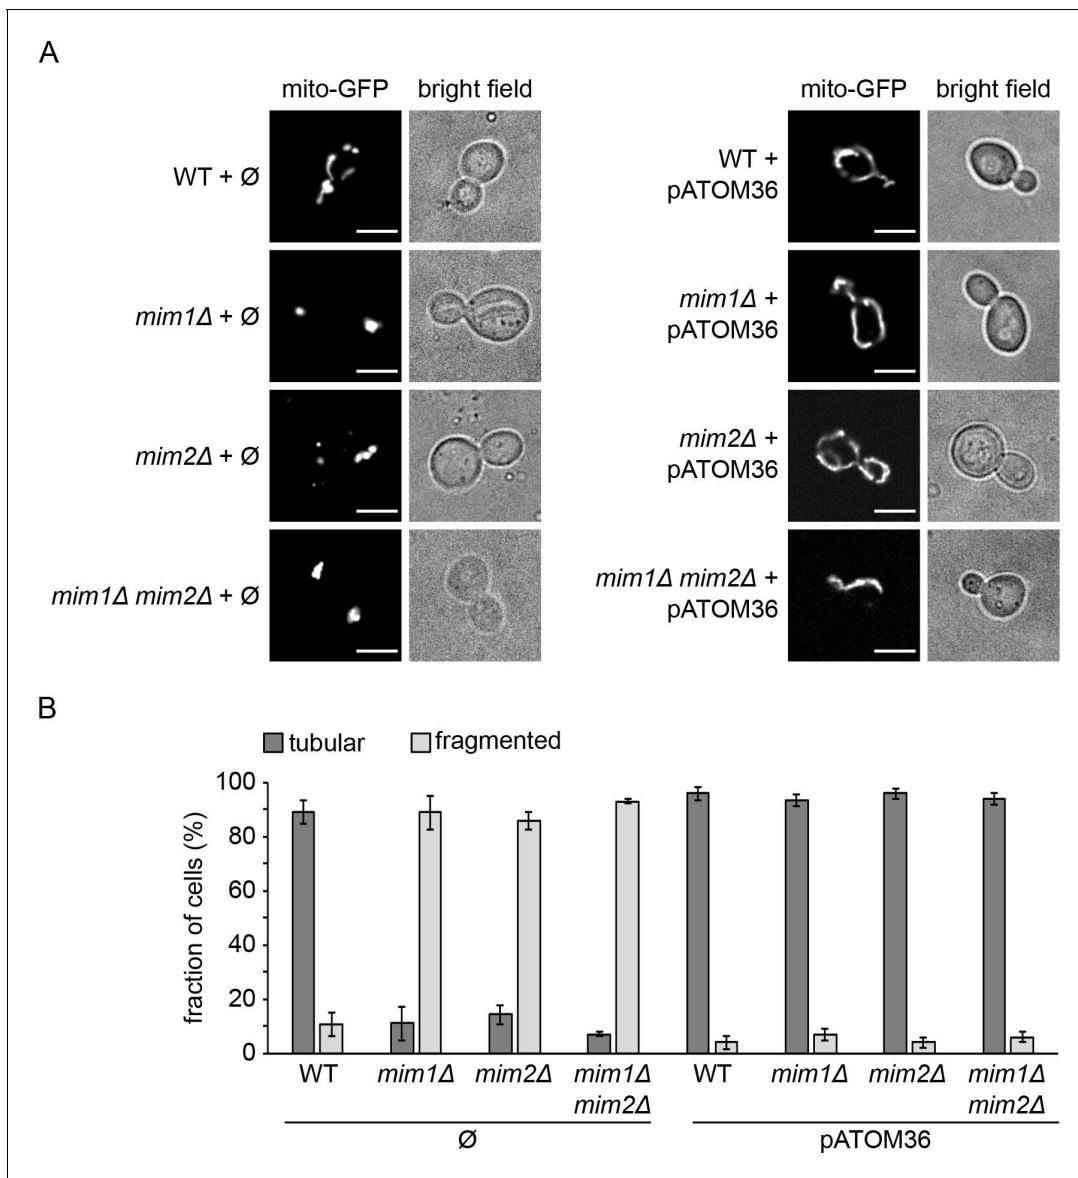 A
mito-GFP bright field mito-GFP bright field
WT + Ø
WT +
pATOM36
mim1Δ + Ø
mim1Δ +
pATOM36
mim2Δ + Ø
mim2Δ +
pATOM36
mim1Δ mim2Δ + Ø
mim1Δ mim2Δ +
pATOM36
B
tubular fragmented
fraction of cells (%)
100
80
60
40
20
0
WT mim1Δ mim2Δ mim1Δ WT mim1Δ mim2Δ mim1Δ
mim2Δ mim2Δ
Ø pATOM36